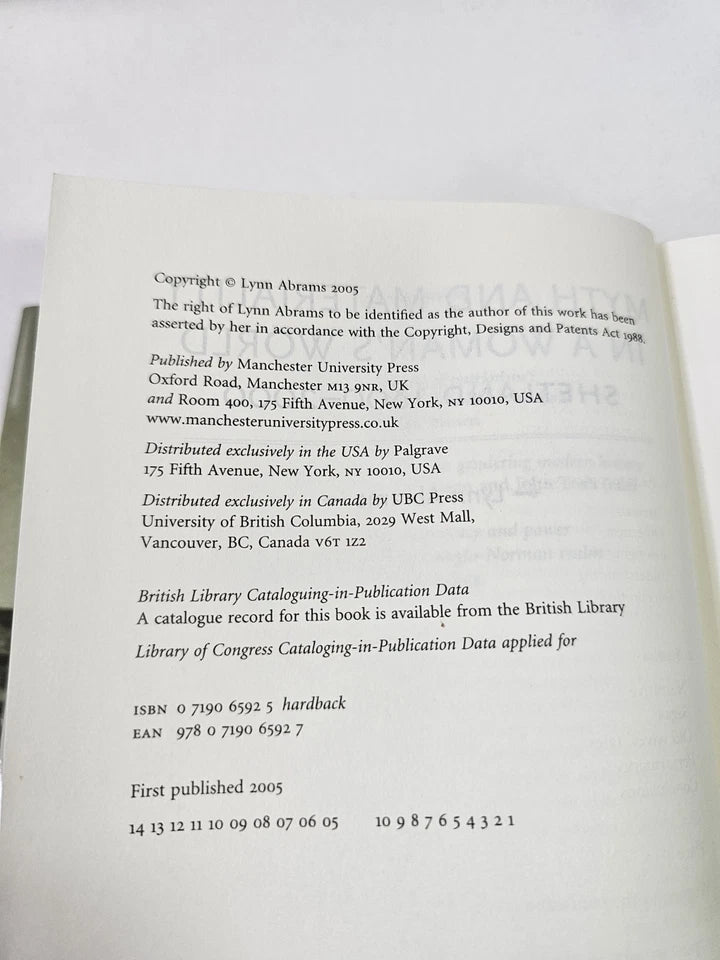 Copyright © Lynn Abrams 2005
The right of Lynn Abrams to be identified as the author of this work has been
asserted by her in accordance with the Copyright, Designs and Patents Act 1988.
Published by Manchester University Press
Oxford Road, Manchester M13 9NR, UK
and Room 400, 175 Fifth Avenue, New York, NY 10010, USA
www.manchesteruniversitypress.co.uk
Distributed exclusively in the USA by Palgrave
175 Fifth Avenue, New York, NY 10010, USA
Distributed exclusively in Canada by UBC Press
University of British Columbia, 2029 West Mall,
Vancouver, BC, Canada V6T 1Z2
British Library Cataloguing-in-Publication Data
A catalogue record for this book is available from the British Library
Library of Congress Cataloging-in-Publication Data applied for
ISBN 0 7190 6592 5 hardback
EAN 978 0 7190 6592 7
First published 2005
14 13 12 11 10 09 08 07 06 05 10 9 8 7 6 5 4 3 2 1